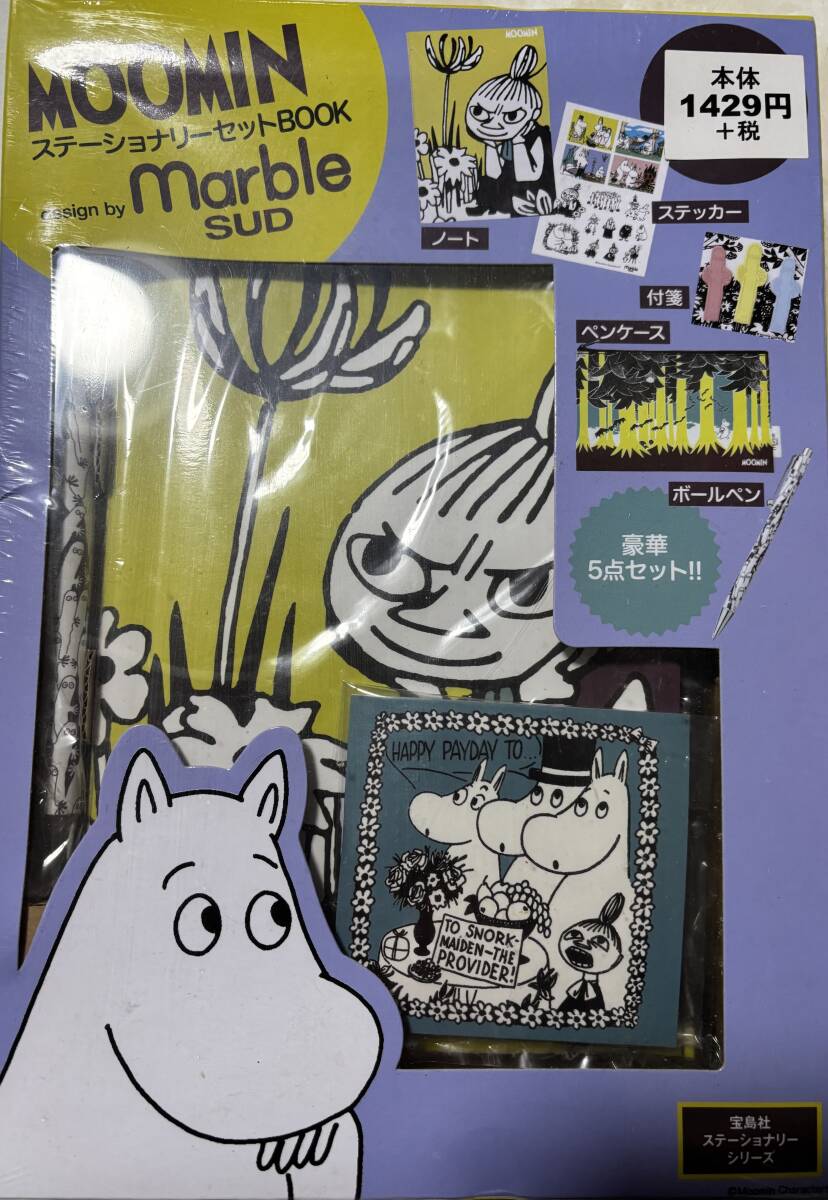 MOOMIN
ステーショナリーセットBOOK
design by marble
SUD
MOOMIN
本体
1429円
+税
ノート
ステッカー
付箋
ペンケース
MOOMIN
ボールペン
豪華
5点セット!!
HAPPY PAYDAY TO...
TO SNORK-
MAIDEN-THE
PROVIDER!
宝島社
ステーショナリー
シリーズ
©Moomin Characters